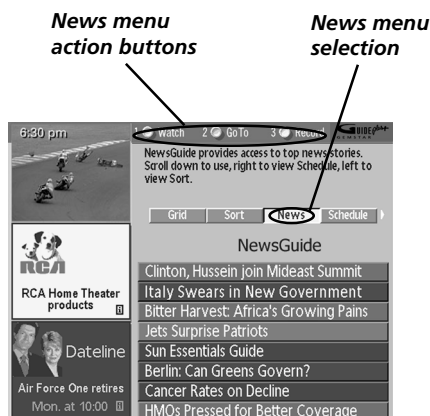 News menu
action buttons
News menu
selection
6:30 pm
1 Watch 2 GoTo 3 Record
GUIDE Plus+
GEMSTAR
NewsGuide provides access to top news stories.
Scroll down to use, right to view Schedule, left to
view Sort.
Grid Sort News Schedule
NewsGuide
RCA
RCA Home Theater
products
Clinton, Hussein join Mideast Summit
Italy Swears in New Government
Bitter Harvest: Africa's Growing Pains
Jets Surprise Patriots
Sun Essentials Guide
Berlin: Can Greens Govern?
Cancer Rates on Decline
HMOs Pressed for Better Coverage
Dateline
Air Force One retires
Mon. at 10:00